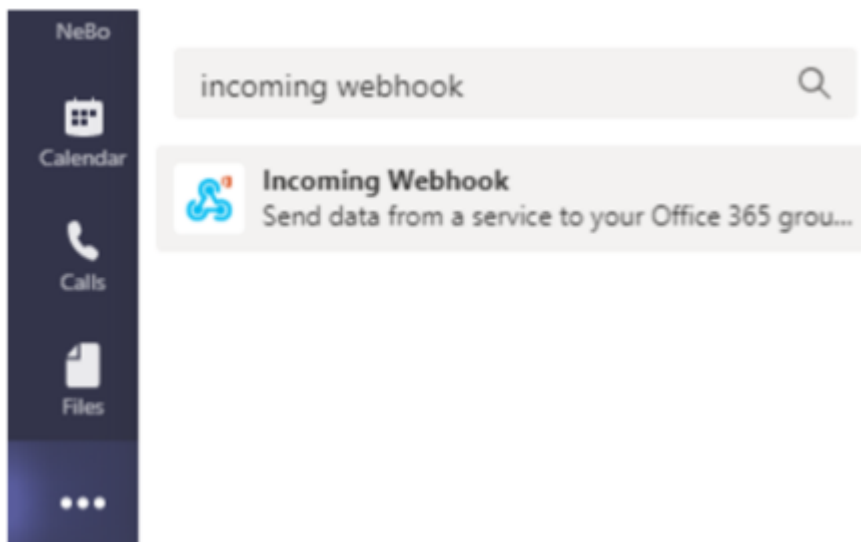 NeBo
Calendar
Calls
Files
incoming webhook
Incoming Webhook
Send data from a service to your Office 365 grou...